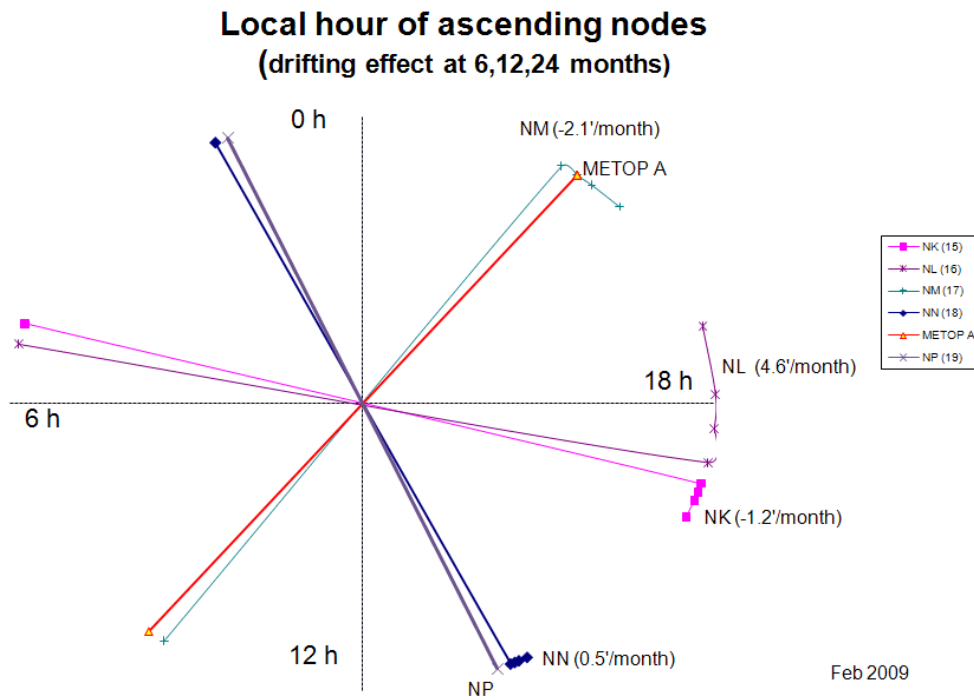 Local hour of ascending nodes
(drifting effect at 6,12,24 months)
0 h
NM (-2.1'/month)
METOP A
NK (15)
NL (16)
NM (17)
NN (18)
METOP A
NP (19)
NL (4.6'/month)
18 h
6 h
NK (-1.2'/month)
12 h
NN (0.5'/month)
NP
Feb 2009